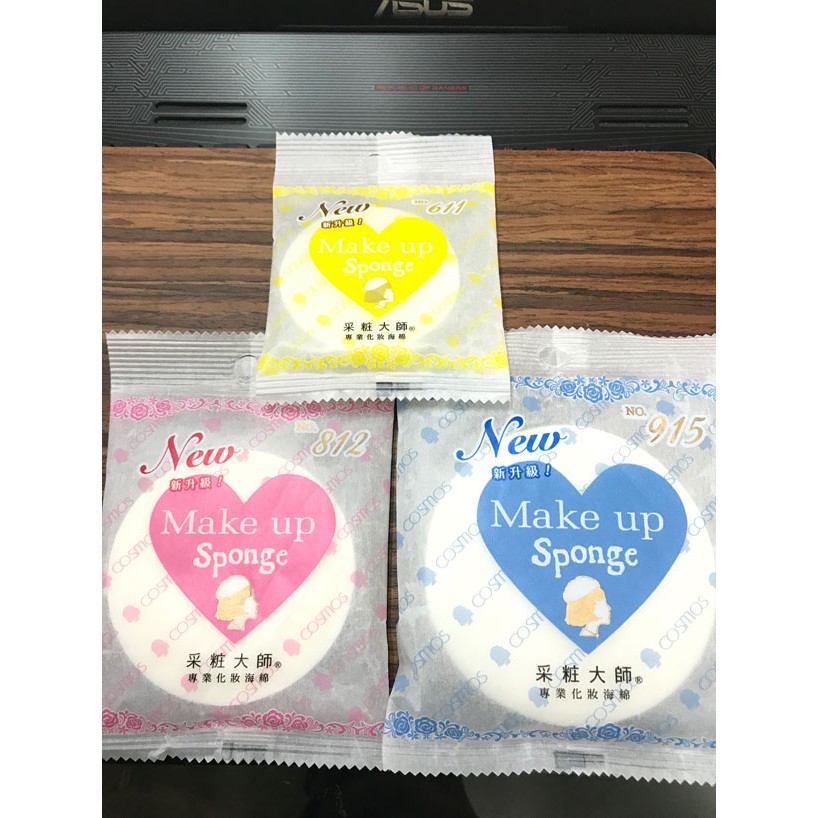 ASUS
REPUBLIC OF GAMERS
New
NO. 611
新升級！
Make up
Sponge
采粧大師®
專業化妝海綿
New
NO. 812
新升級！
Make up
Sponge
COSMOS
采粧大師®
專業化妝海綿
New
NO. 915
新升級！
Make up
Sponge
COSMOS
采粧大師®
專業化妝海綿